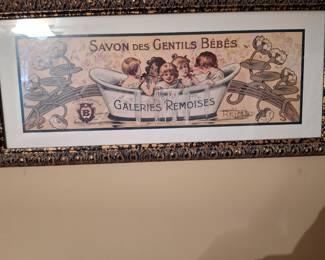 SAVON DES GENTILS BÉBÉS
GALERIES RÉMOISES
B